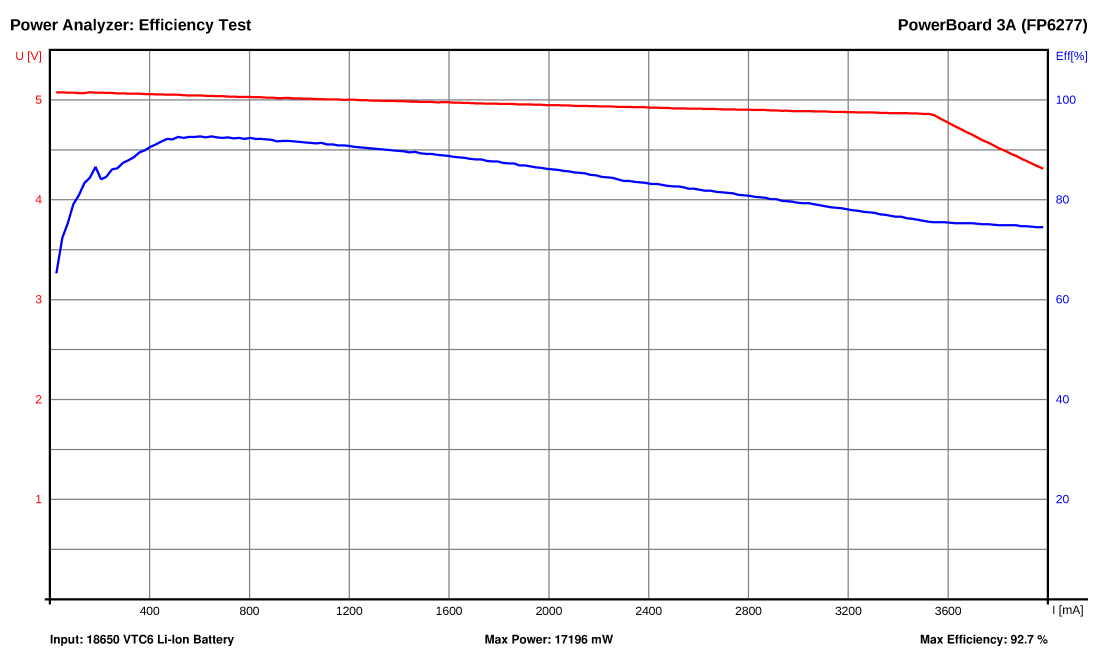 Power Analyzer: Efficiency Test PowerBoard 3A (FP6277)
U [V] Eff[%]
5 100
4 80
3 60
2 40
1 20
400 800 1200 1600 2000 2400 2800 3200 3600 I [mA]
Input: 18650 VTC6 Li-Ion Battery Max Power: 17196 mW Max Efficiency: 92.7 %